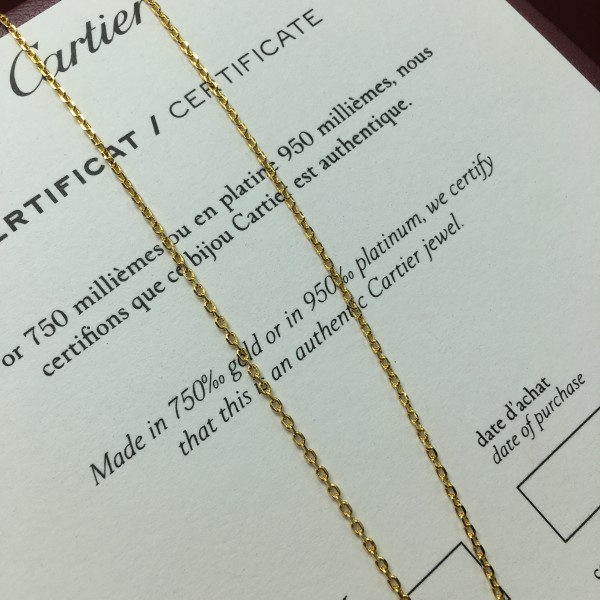 Cartier
ERTIFICAT / CERTIFICATE
or 750 millièmes ou en platine 950 millièmes, nous
certifions que ce bijou Cartier est authentique.
Made in 750‰ gold or in 950‰ platinum, we certify
that this is an authentic Cartier jewel.
date d'achat
date of purchase